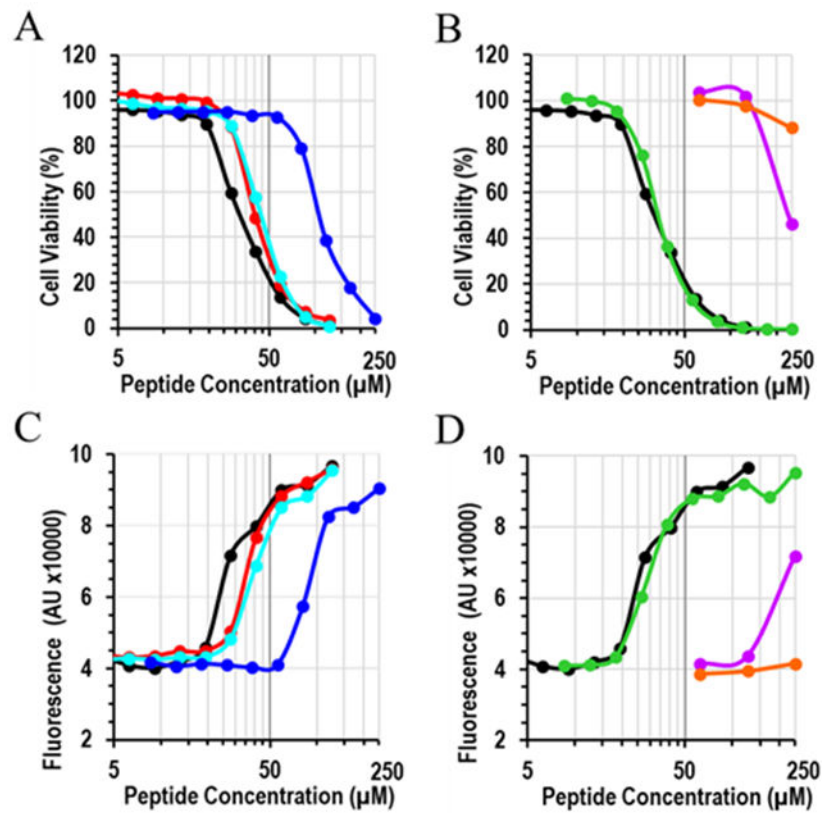 A
120
100
80
60
40
20
0
Cell Viability (%)
5 50 250
Peptide Concentration (µM)
B
120
100
80
60
40
20
0
Cell Viability (%)
5 50 250
Peptide Concentration (µM)
C
10
8
6
4
2
Fluorescence (AU x10000)
5 50 250
Peptide Concentration (µM)
D
10
8
6
4
2
Fluorescence (AU x10000)
5 50 250
Peptide Concentration (µM)